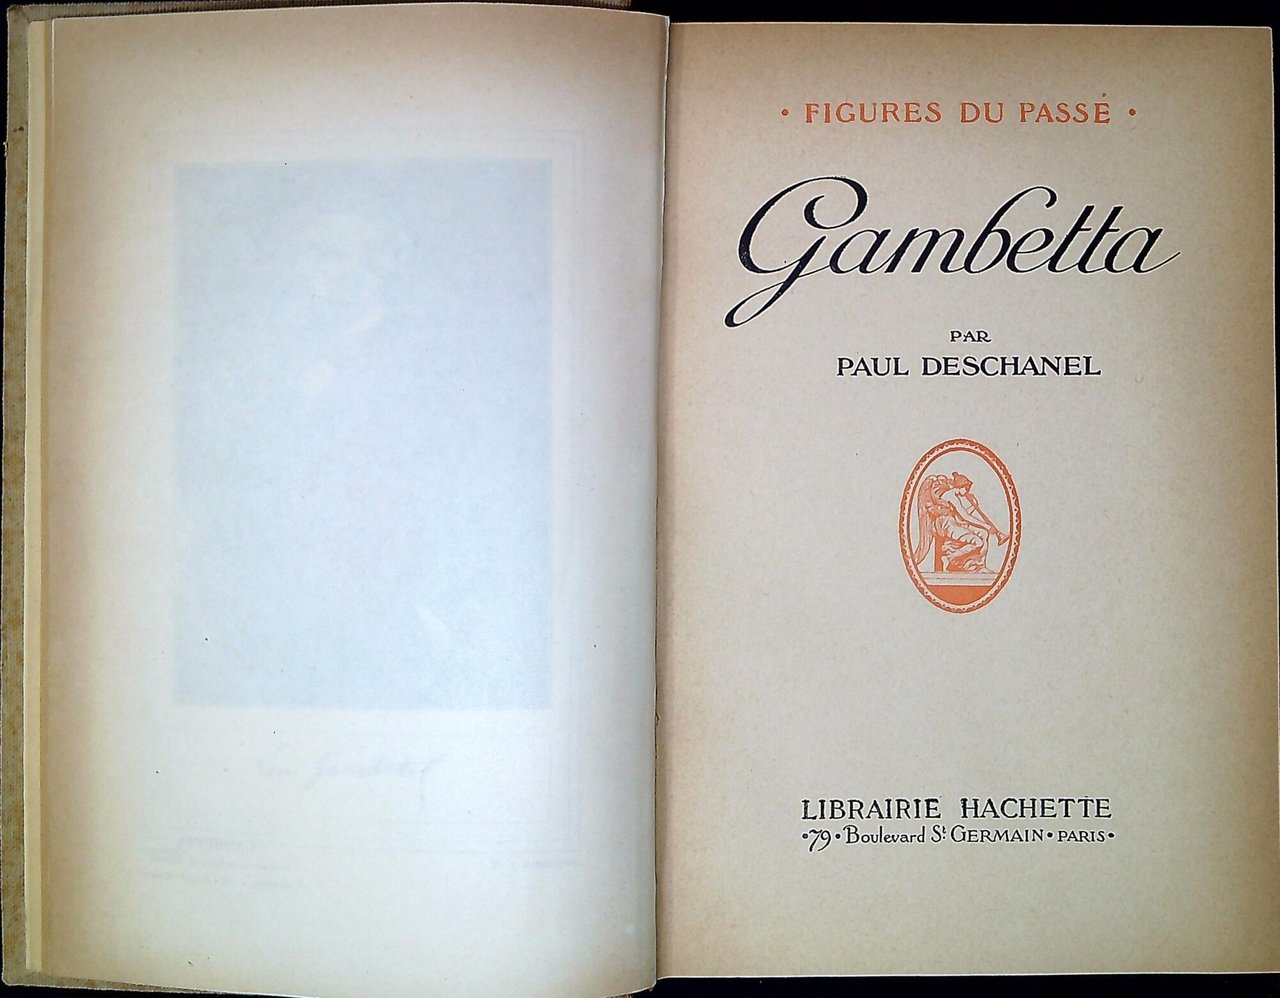 • FIGURES DU PASSÉ •
Gambetta
PAR
PAUL DESCHANEL
LIBRAIRIE HACHETTE
•79• Boulevard St. GERMAIN • PARIS •